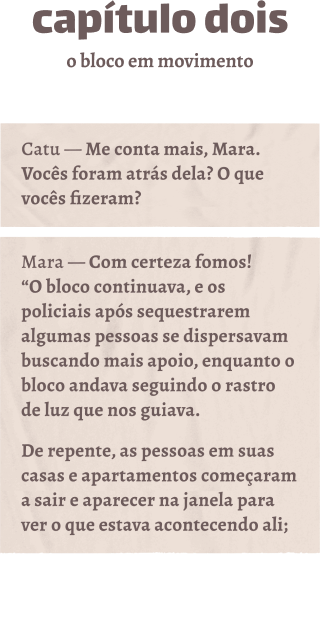 capítulo dois
o bloco em movimento
Catu — Me conta mais, Mara.
Vocês foram atrás dela? O que
vocês fizeram?
Mara — Com certeza fomos!
“O bloco continuava, e os
policiais após sequestrarem
algumas pessoas se dispersavam
buscando mais apoio, enquanto o
bloco andava seguindo o rastro
de luz que nos guiava.
De repente, as pessoas em suas
casas e apartamentos começaram
a sair e aparecer na janela para
ver o que estava acontecendo ali;